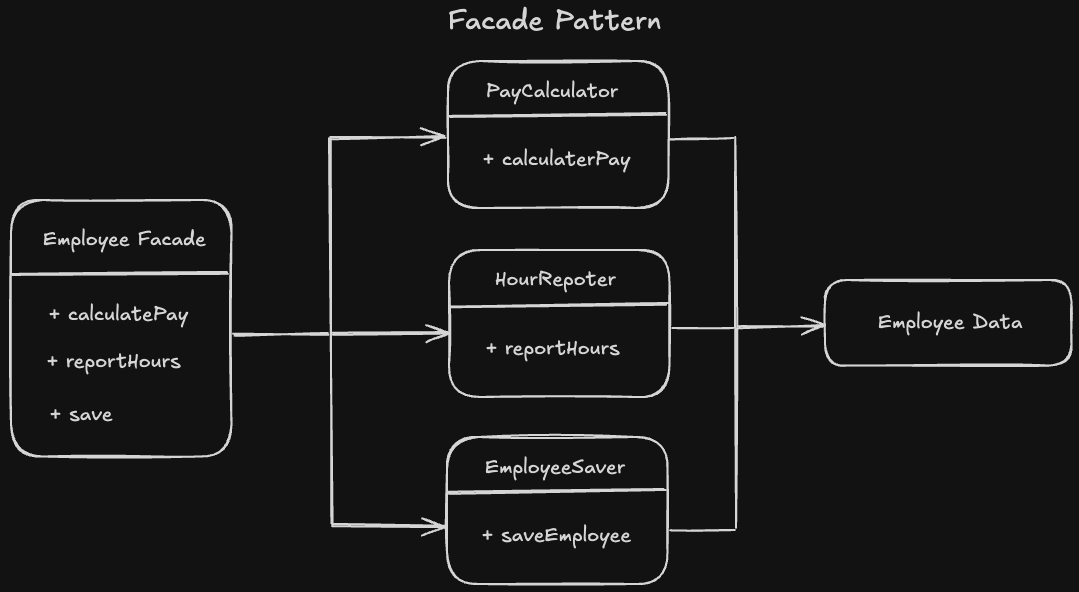 Facade Pattern
PayCalculator
+ calculaterPay
Employee Facade
+ calculatePay
+ reportHours
+ save
HourRepoter
+ reportHours
EmployeeSaver
+ saveEmployee
Employee Data